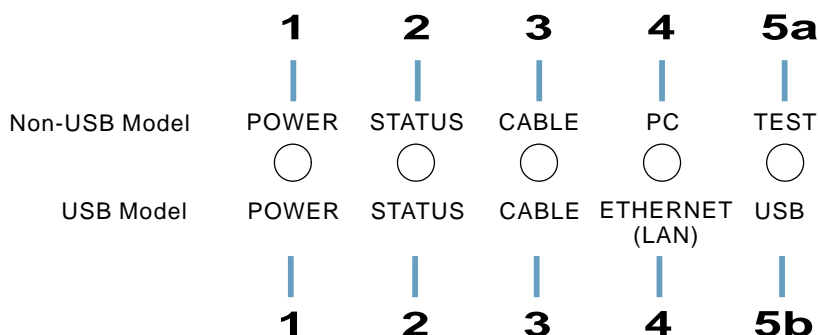 1 2 3 4 5a
Non-USB Model POWER STATUS CABLE PC TEST
USB Model POWER STATUS CABLE ETHERNET USB
(LAN)
1 2 3 4 5b